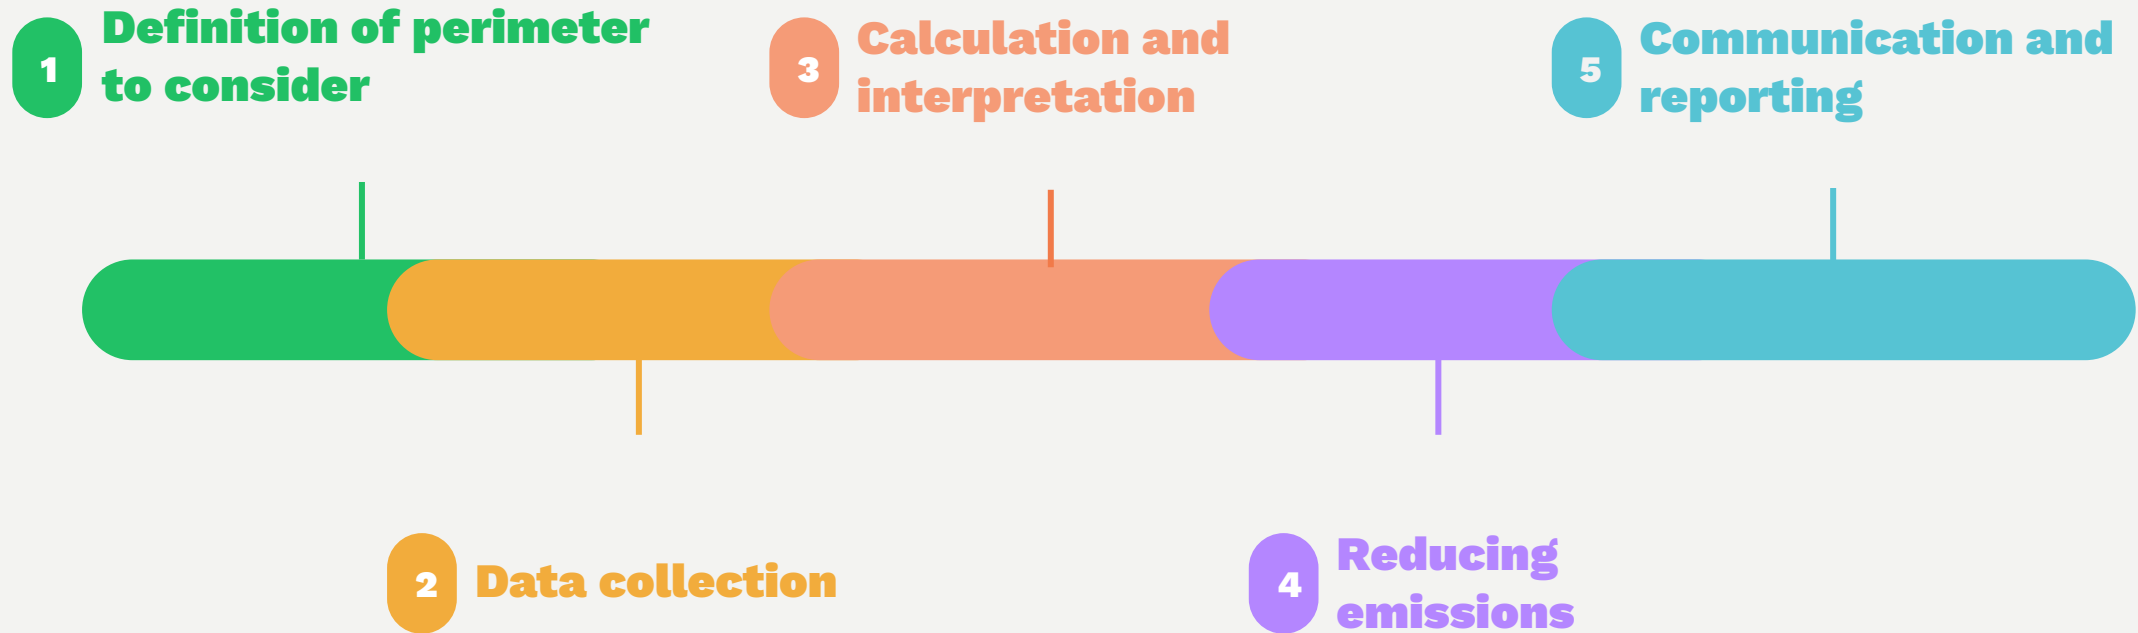 1
Definition of perimeter
to consider
2
Data collection
3
Calculation and
interpretation
4
Reducing
emissions
5
Communication and
reporting